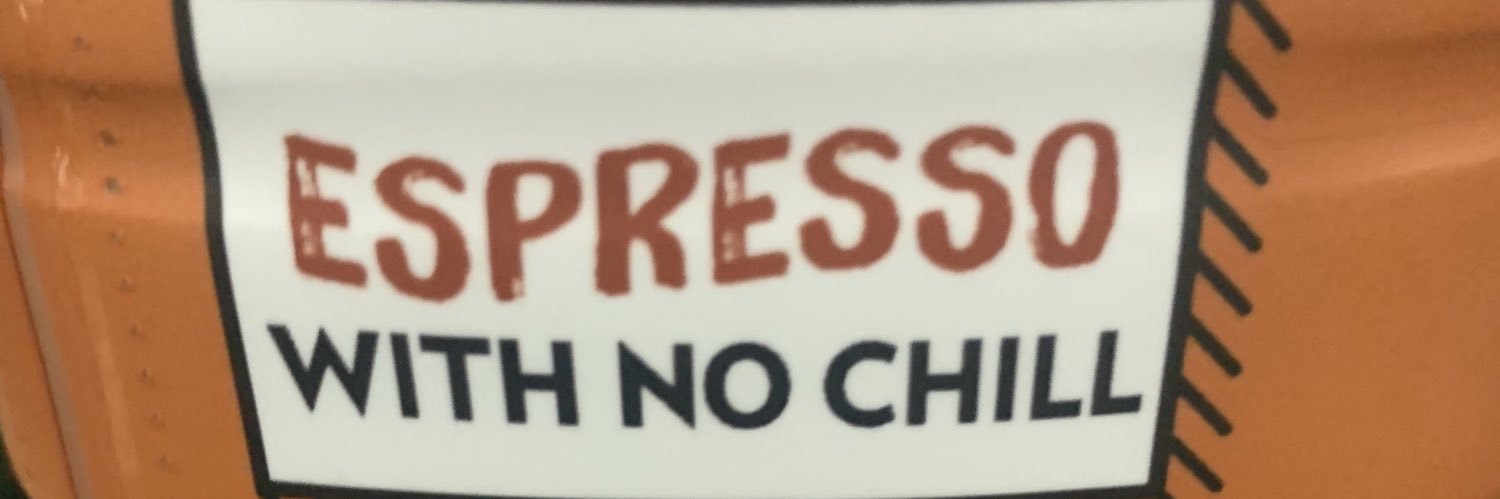 ESPRESSO
WITH NO CHILL